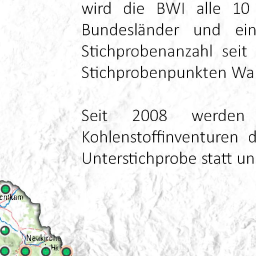 wird die BWI alle 10
Bundesländer und ein
Stichprobenanzahl seit
Stichprobenpunkten Wa
Seit 2008 werden
Kohlenstoffinventuren d
Unterstichprobe statt un